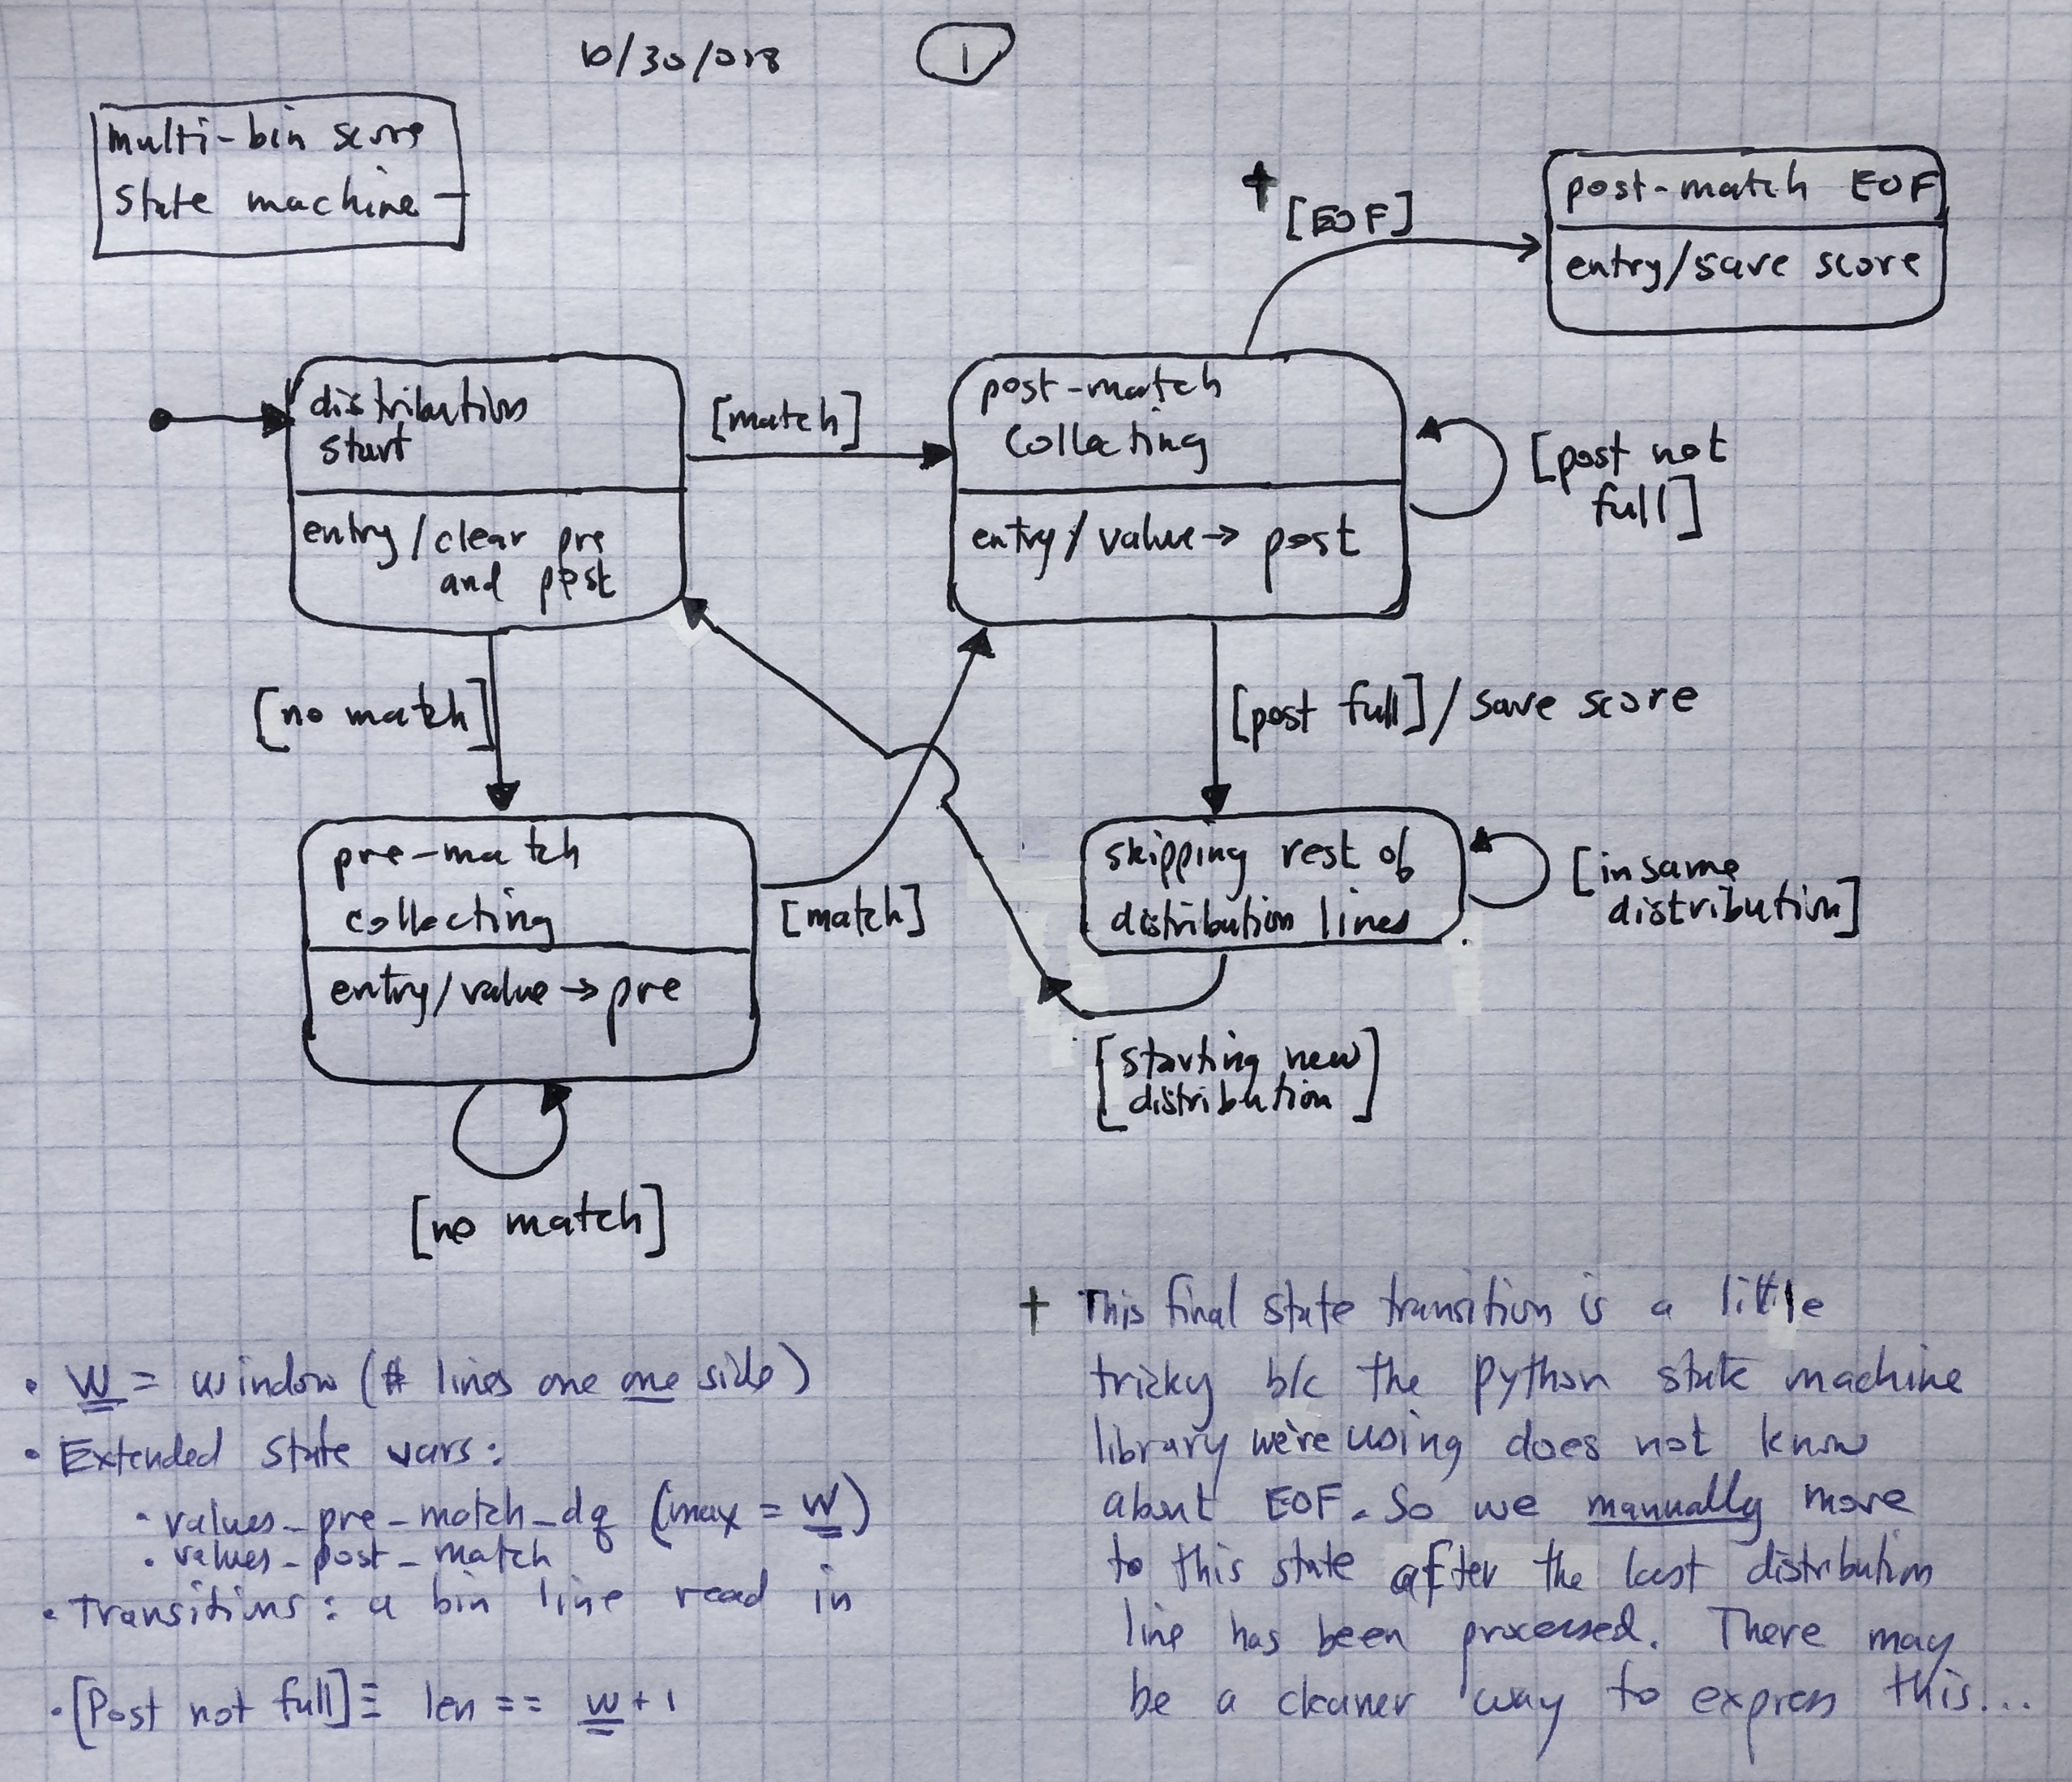 10/30/018
1
multi-bin score
state machine
† [EOF]
post-match EOF
entry/save score
distribution
start
entry/clear pre
and post
[match]
post-match
collecting
entry/value→ post
[post not
full]
[no match]
[post full]/save score
pre-match
collecting
entry/value→pre
[match]
skipping rest of
distribution lines
[in same
distribution]
[starting new
distribution]
[no match]
• w = window (# lines one one side)
• Extended state vars:
• values_pre_match_dq (max = w)
• values_post_match
• Transitions: a bin line read in
• [Post not full] ≡ len == w+1
† This final state transition is a little
tricky b/c the python state machine
library we're using does not know
about EOF. So we manually move
to this state after the last distribution
line has been processed. There may
be a cleaner way to express this...